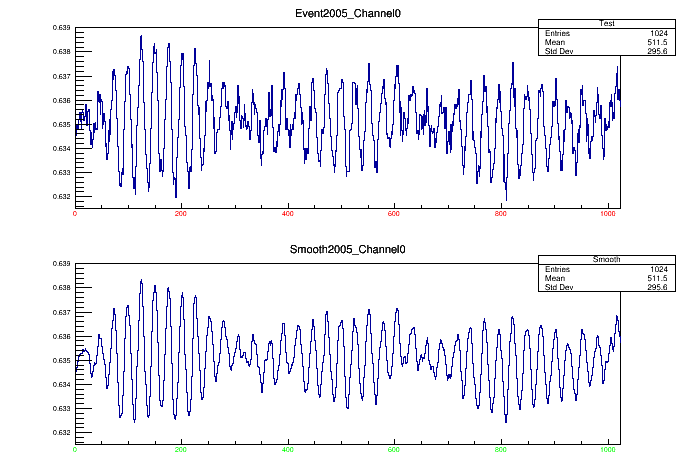 Event2005_Channel0
Test
Entries 1024
Mean 511.5
Std Dev 295.6
0.639
0.638
0.637
0.636
0.635
0.634
0.633
0.632
0 200 400 600 800 1000
Smooth2005_Channel0
Smooth
Entries 1024
Mean 511.5
Std Dev 295.6
0.639
0.638
0.637
0.636
0.635
0.634
0.633
0.632
0 200 400 600 800 1000